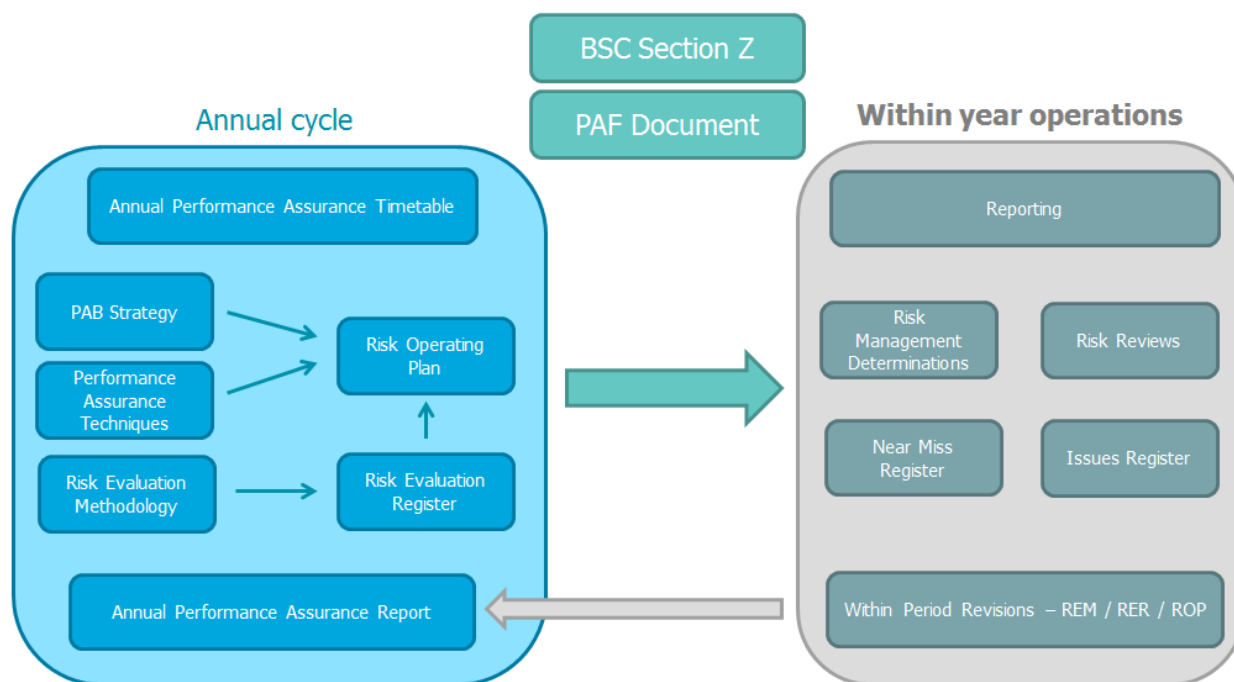 BSC Section Z
PAF Document
Annual cycle
Annual Performance Assurance Timetable
PAB Strategy
Performance
Assurance
Techniques
Risk Operating
Plan
Risk Evaluation
Methodology
Risk Evaluation
Register
Annual Performance Assurance Report
Within year operations
Reporting
Risk
Management
Determinations
Risk Reviews
Near Miss
Register
Issues Register
Within Period Revisions – REM / RER / ROP